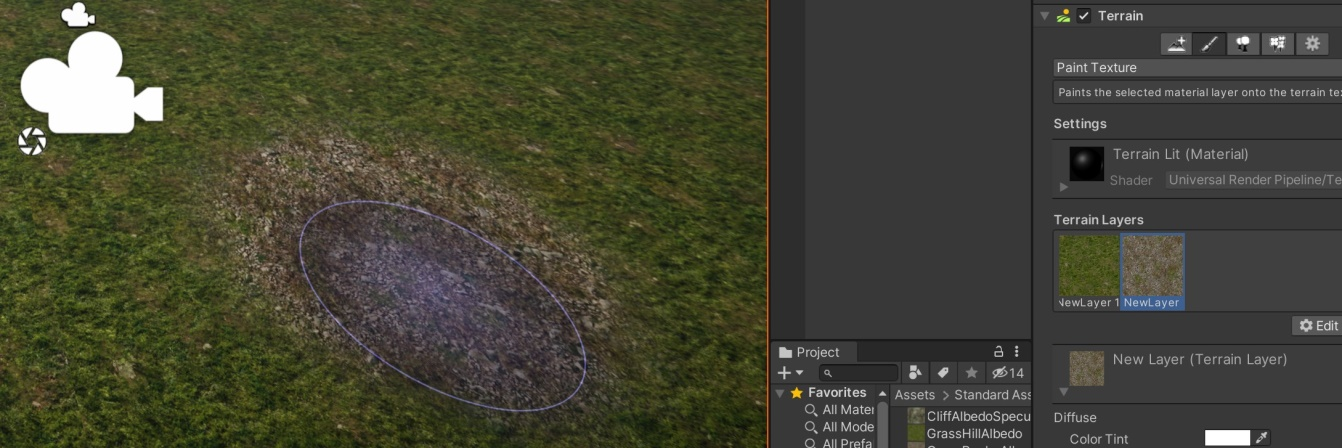 Terrain
Paint Texture
Paints the selected material layer onto the terrain te
Settings
Terrain Lit (Material)
Shader Universal Render Pipeline/Te
Terrain Layers
NewLayer 1 NewLayer
Edit
New Layer (Terrain Layer)
Diffuse
Color Tint
Project
14
Favorites
All Mater
All Mode
All Prefa
Assets > Standard Ass
CliffAlbedoSpecu
GrassHillAlbedo